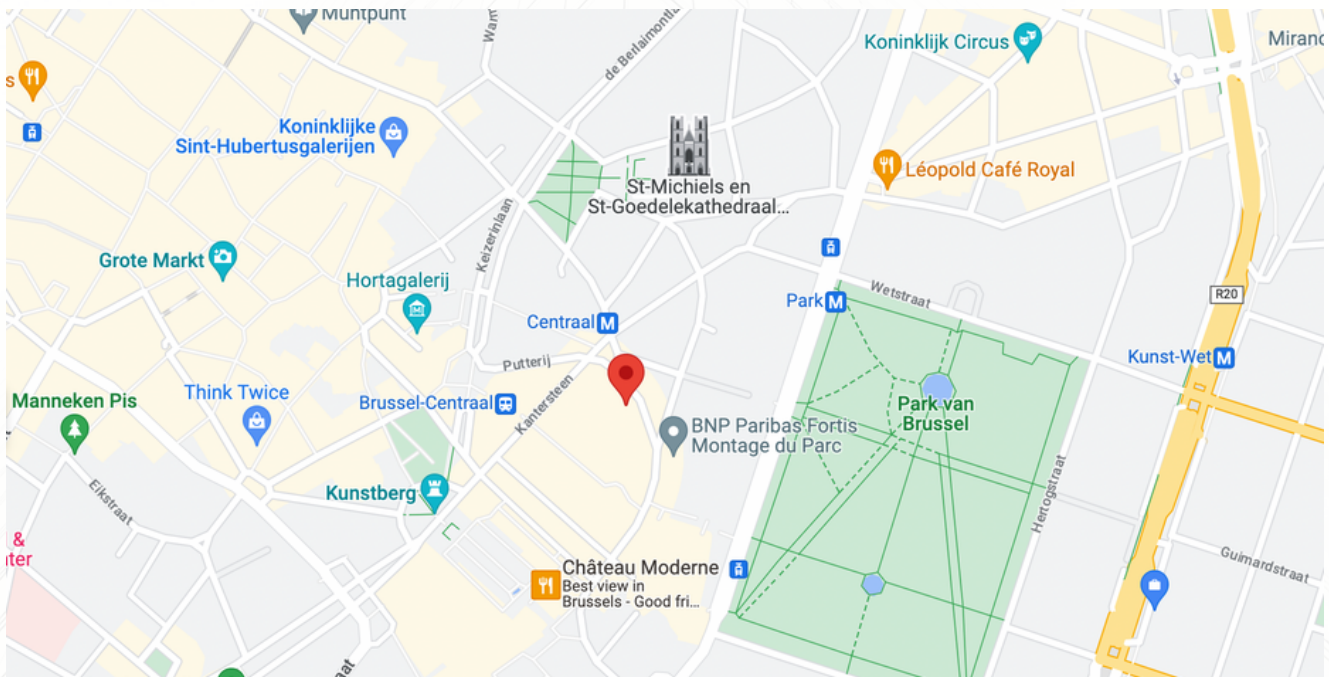 Muntpunt
de Berlaimontl
Koninklijk Circus
Miranc
s
Koninklijke
Sint-Hubertusgalerijen
Léopold Café Royal
St-Michiels en
St-Goedelekathedraal...
Keizerinlaan
Grote Markt
Hortagalerij
Wetstraat
R20
Park
M
Centraal
M
Kunst-Wet
M
Putterij
Think Twice
Manneken Pis
Brussel-Centraal
Kantersteen
Park van
Brussel
BNP Paribas Fortis
Montage du Parc
Kunstberg
Eikstraat
Hertogstraat
&
Guimardstraat
Château Moderne
Best view in
Brussels - Good fri...
aat